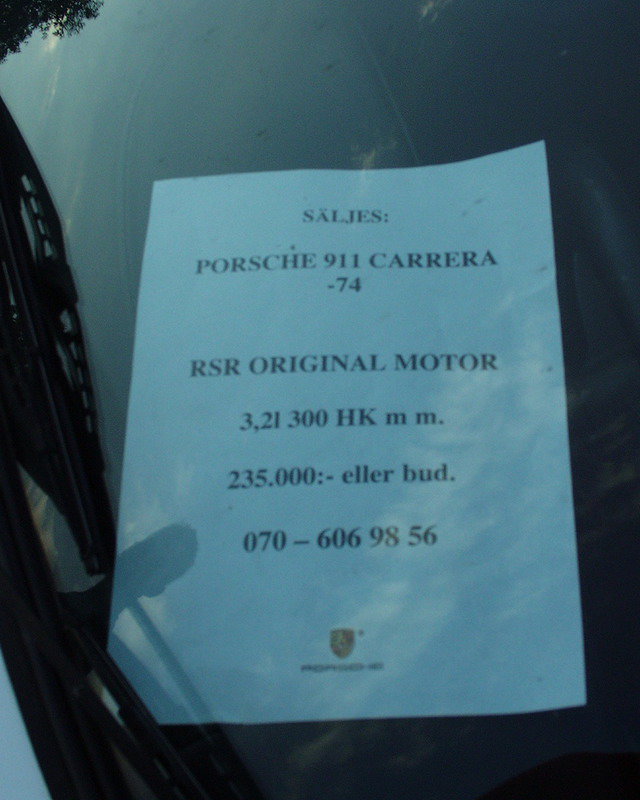 SÄLJES:
PORSCHE 911 CARRERA
-74
RSR ORIGINAL MOTOR
3,2l 300 HK m m.
235.000:- eller bud.
070 – 606 98 56
PORSCHE